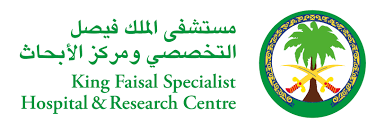 مستشفى الملك فيصل
التخصصي ومركز الأبحاث
King Faisal Specialist
Hospital & Research Centre